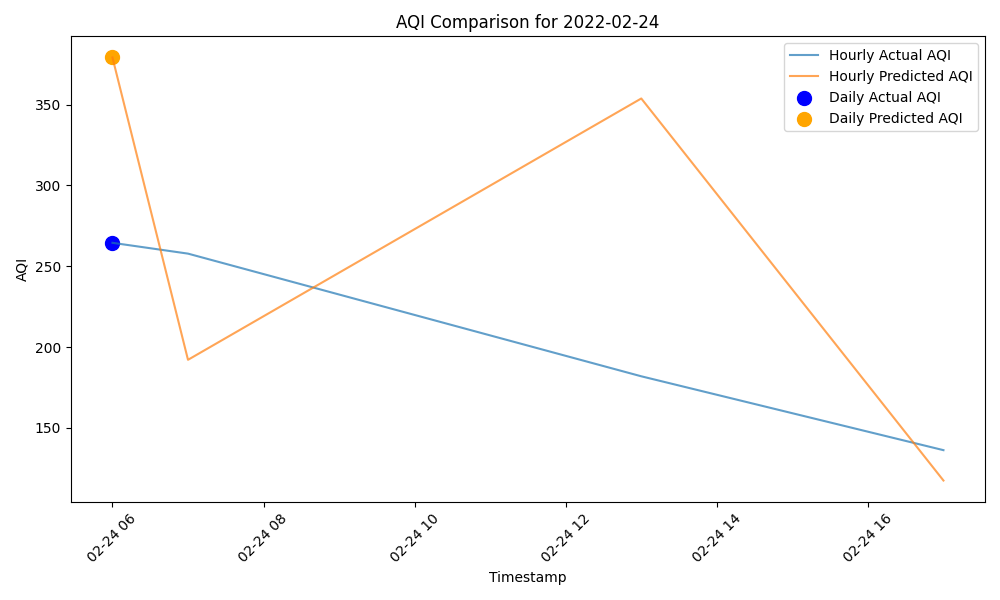 AQI Comparison for 2022-02-24
Hourly Actual AQI
Hourly Predicted AQI
Daily Actual AQI
Daily Predicted AQI
350
300
250
200
150
AQI
02-24 06
02-24 08
02-24 10
02-24 12
02-24 14
02-24 16
Timestamp